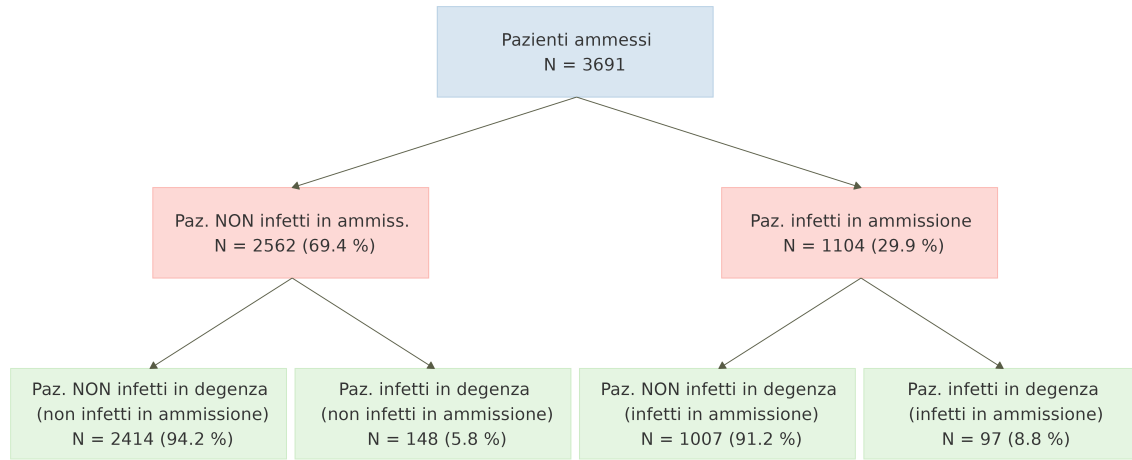 Pazienti ammessi
N = 3691
Paz. NON infetti in ammiss.
N = 2562 (69.4 %)
Paz. infetti in ammissione
N = 1104 (29.9 %)
Paz. NON infetti in degenza
(non infetti in ammissione)
N = 2414 (94.2 %)
Paz. infetti in degenza
(non infetti in ammissione)
N = 148 (5.8 %)
Paz. NON infetti in degenza
(infetti in ammissione)
N = 1007 (91.2 %)
Paz. infetti in degenza
(infetti in ammissione)
N = 97 (8.8 %)